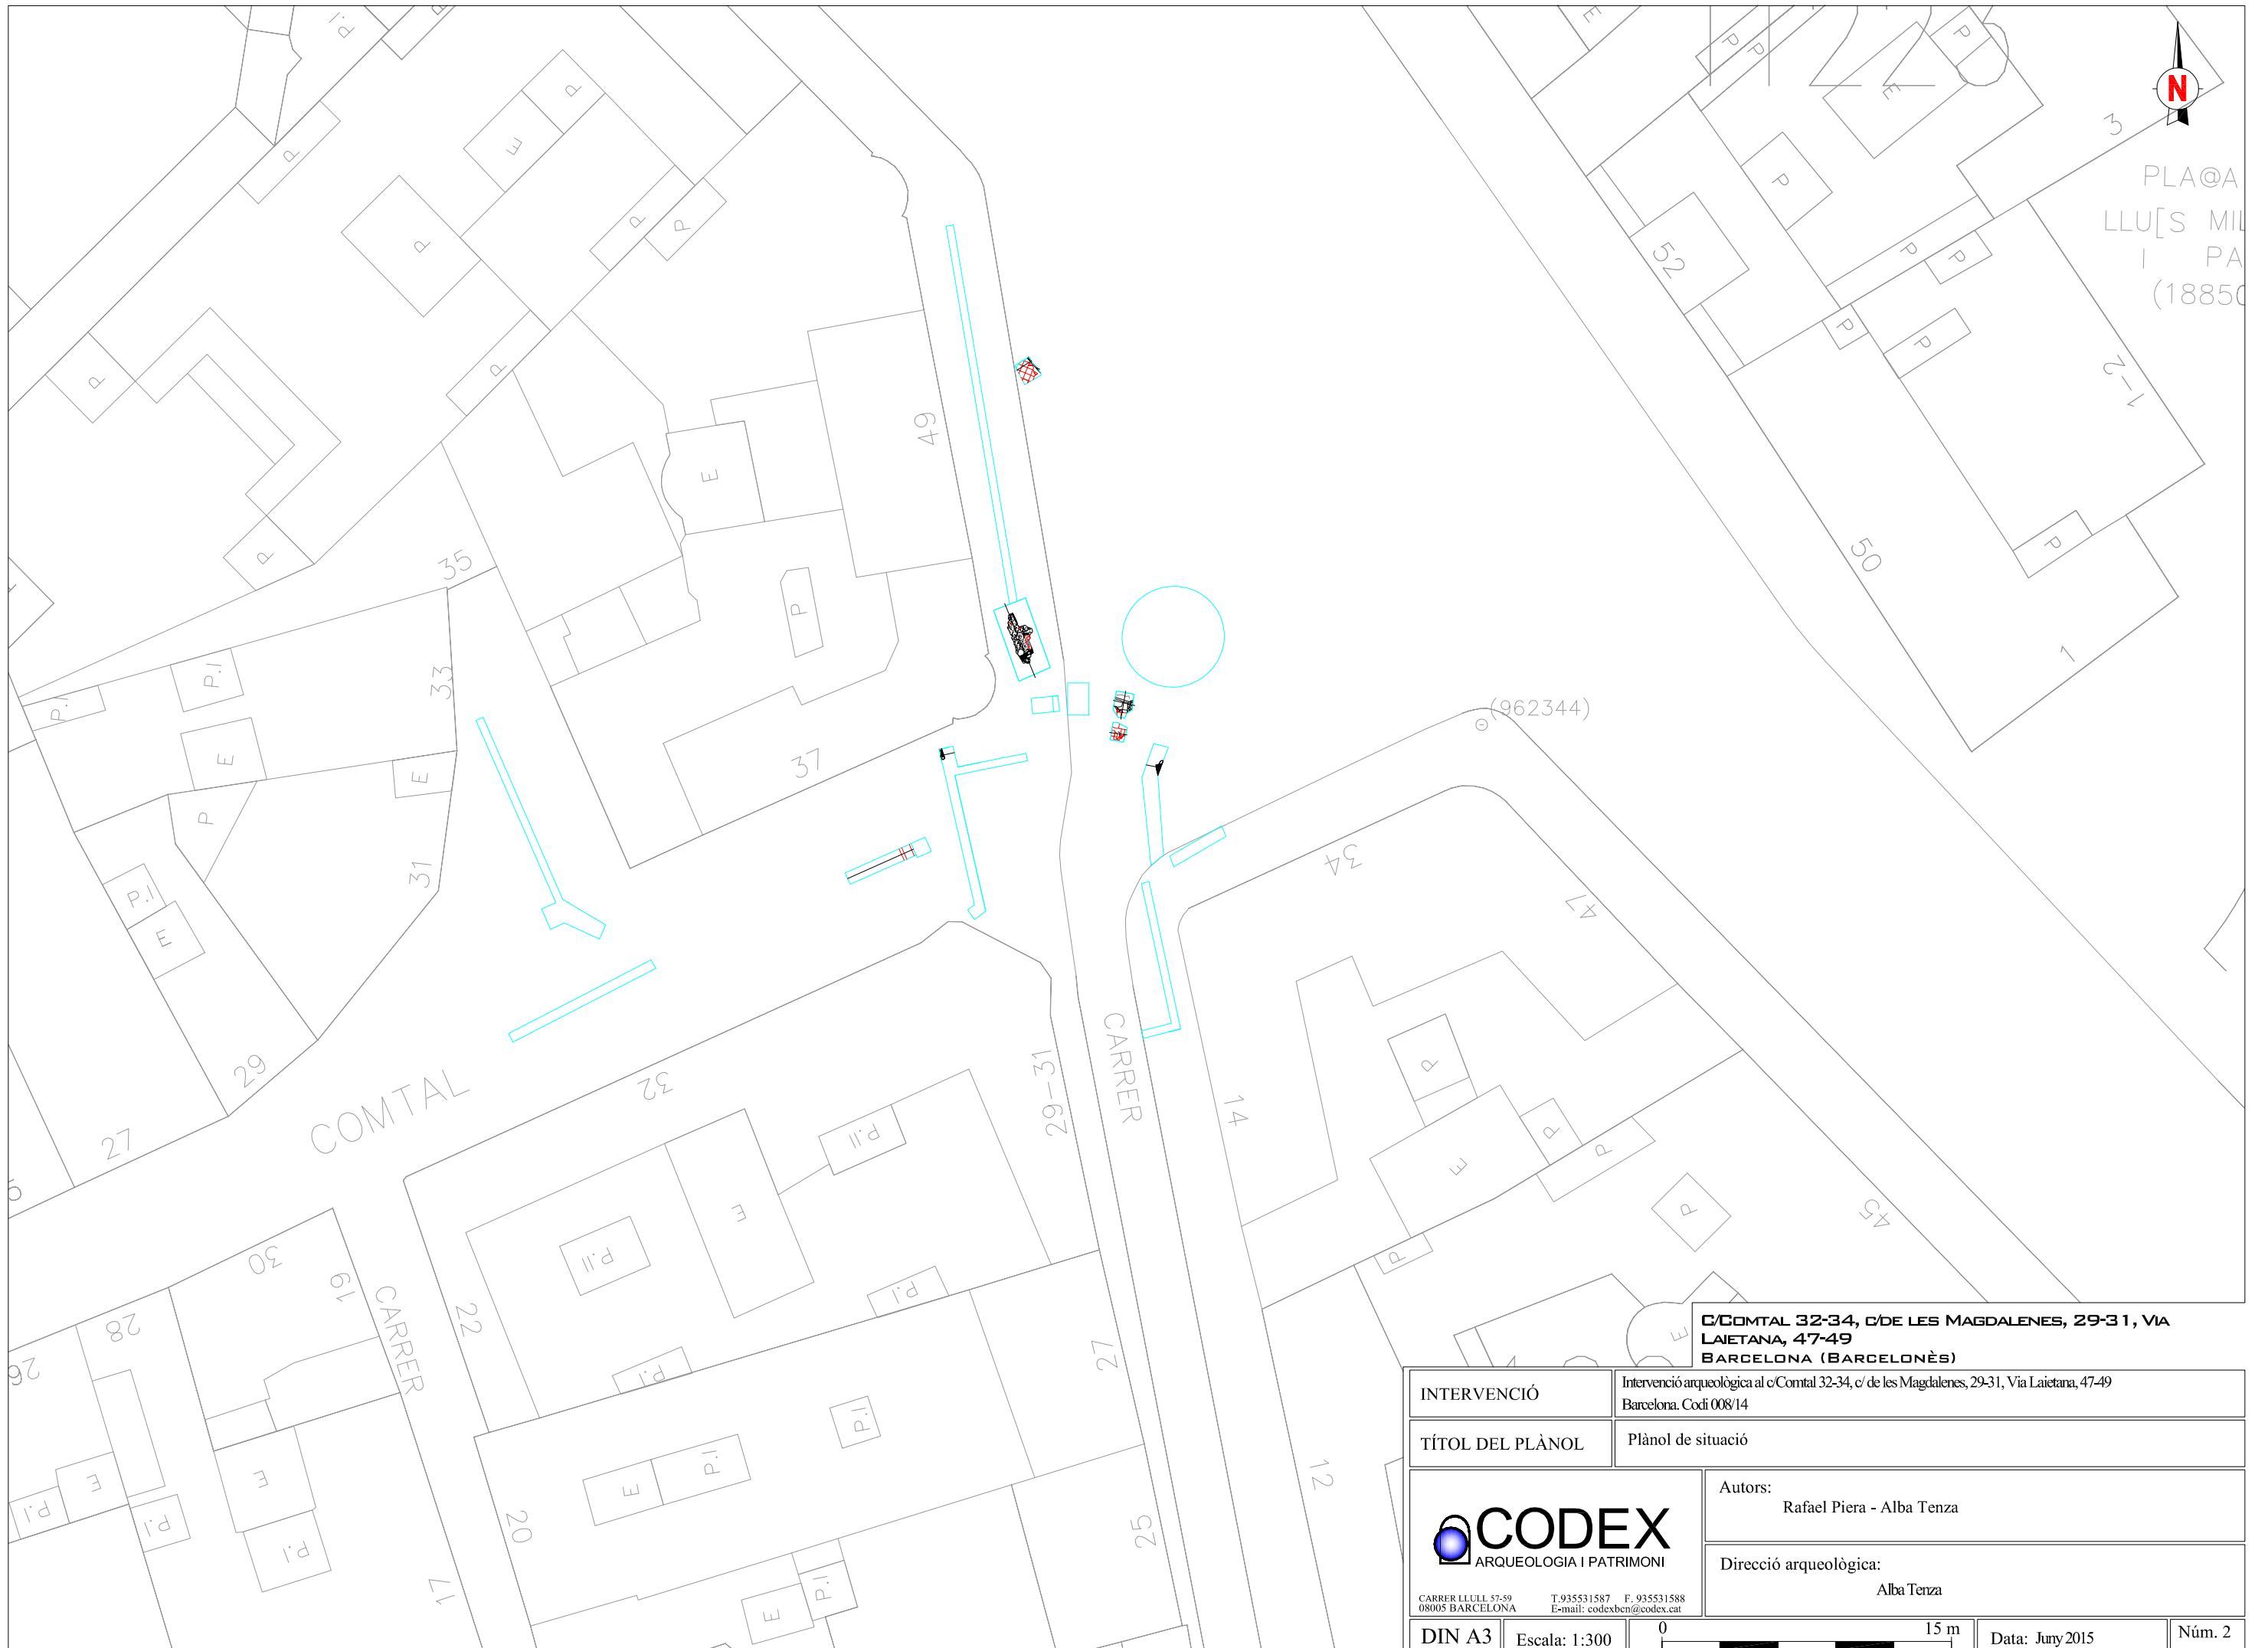 P.I
P
E
P
E
P
P
N
3
PLA@A
LLU[S MIL
I PA
(18850
52
P
P
P
P
P
P
P
P
E
P
P
P
P
P
E
49
1-2
50
P
1
35
P
P
33
P.I
P.I
E
E
P
37
31
P.I
E
(962344)
34
47
29
COMTAL
32
29-31
CARRER
14
27
P
E
P
P
P
45
P
30
19
CARRER
22
28
26
P.II
E
P.II
P.I
P.I
27
E
E
P.I
P.I
P.I
17
20
E
P.I
P.I
E
P.I
25
12
E
C/COMTAL 32-34, C/DE LES MAGDALENES, 29-31, VIA
LAIETANA, 47-49
BARCELONA (BARCELONÈS)
INTERVENCIÓ
Intervenció arqueològica al c/Comtal 32-34, c/ de les Magdalenes, 29-31, Via Laietana, 47-49
Barcelona. Codi 008/14
TÍTOL DEL PLÀNOL
Plànol de situació
CODEX
ARQUEOLOGIA I PATRIMONI
CARRER LLULL 57-59 T.935531587 F. 935531588
08005 BARCELONA E-mail: codexbcn@codex.cat
Autors:
Rafael Piera - Alba Tenza
Direcció arqueològica:
Alba Tenza
DIN A3
Escala: 1:300
0 15 m
Data: Juny 2015
Núm. 2